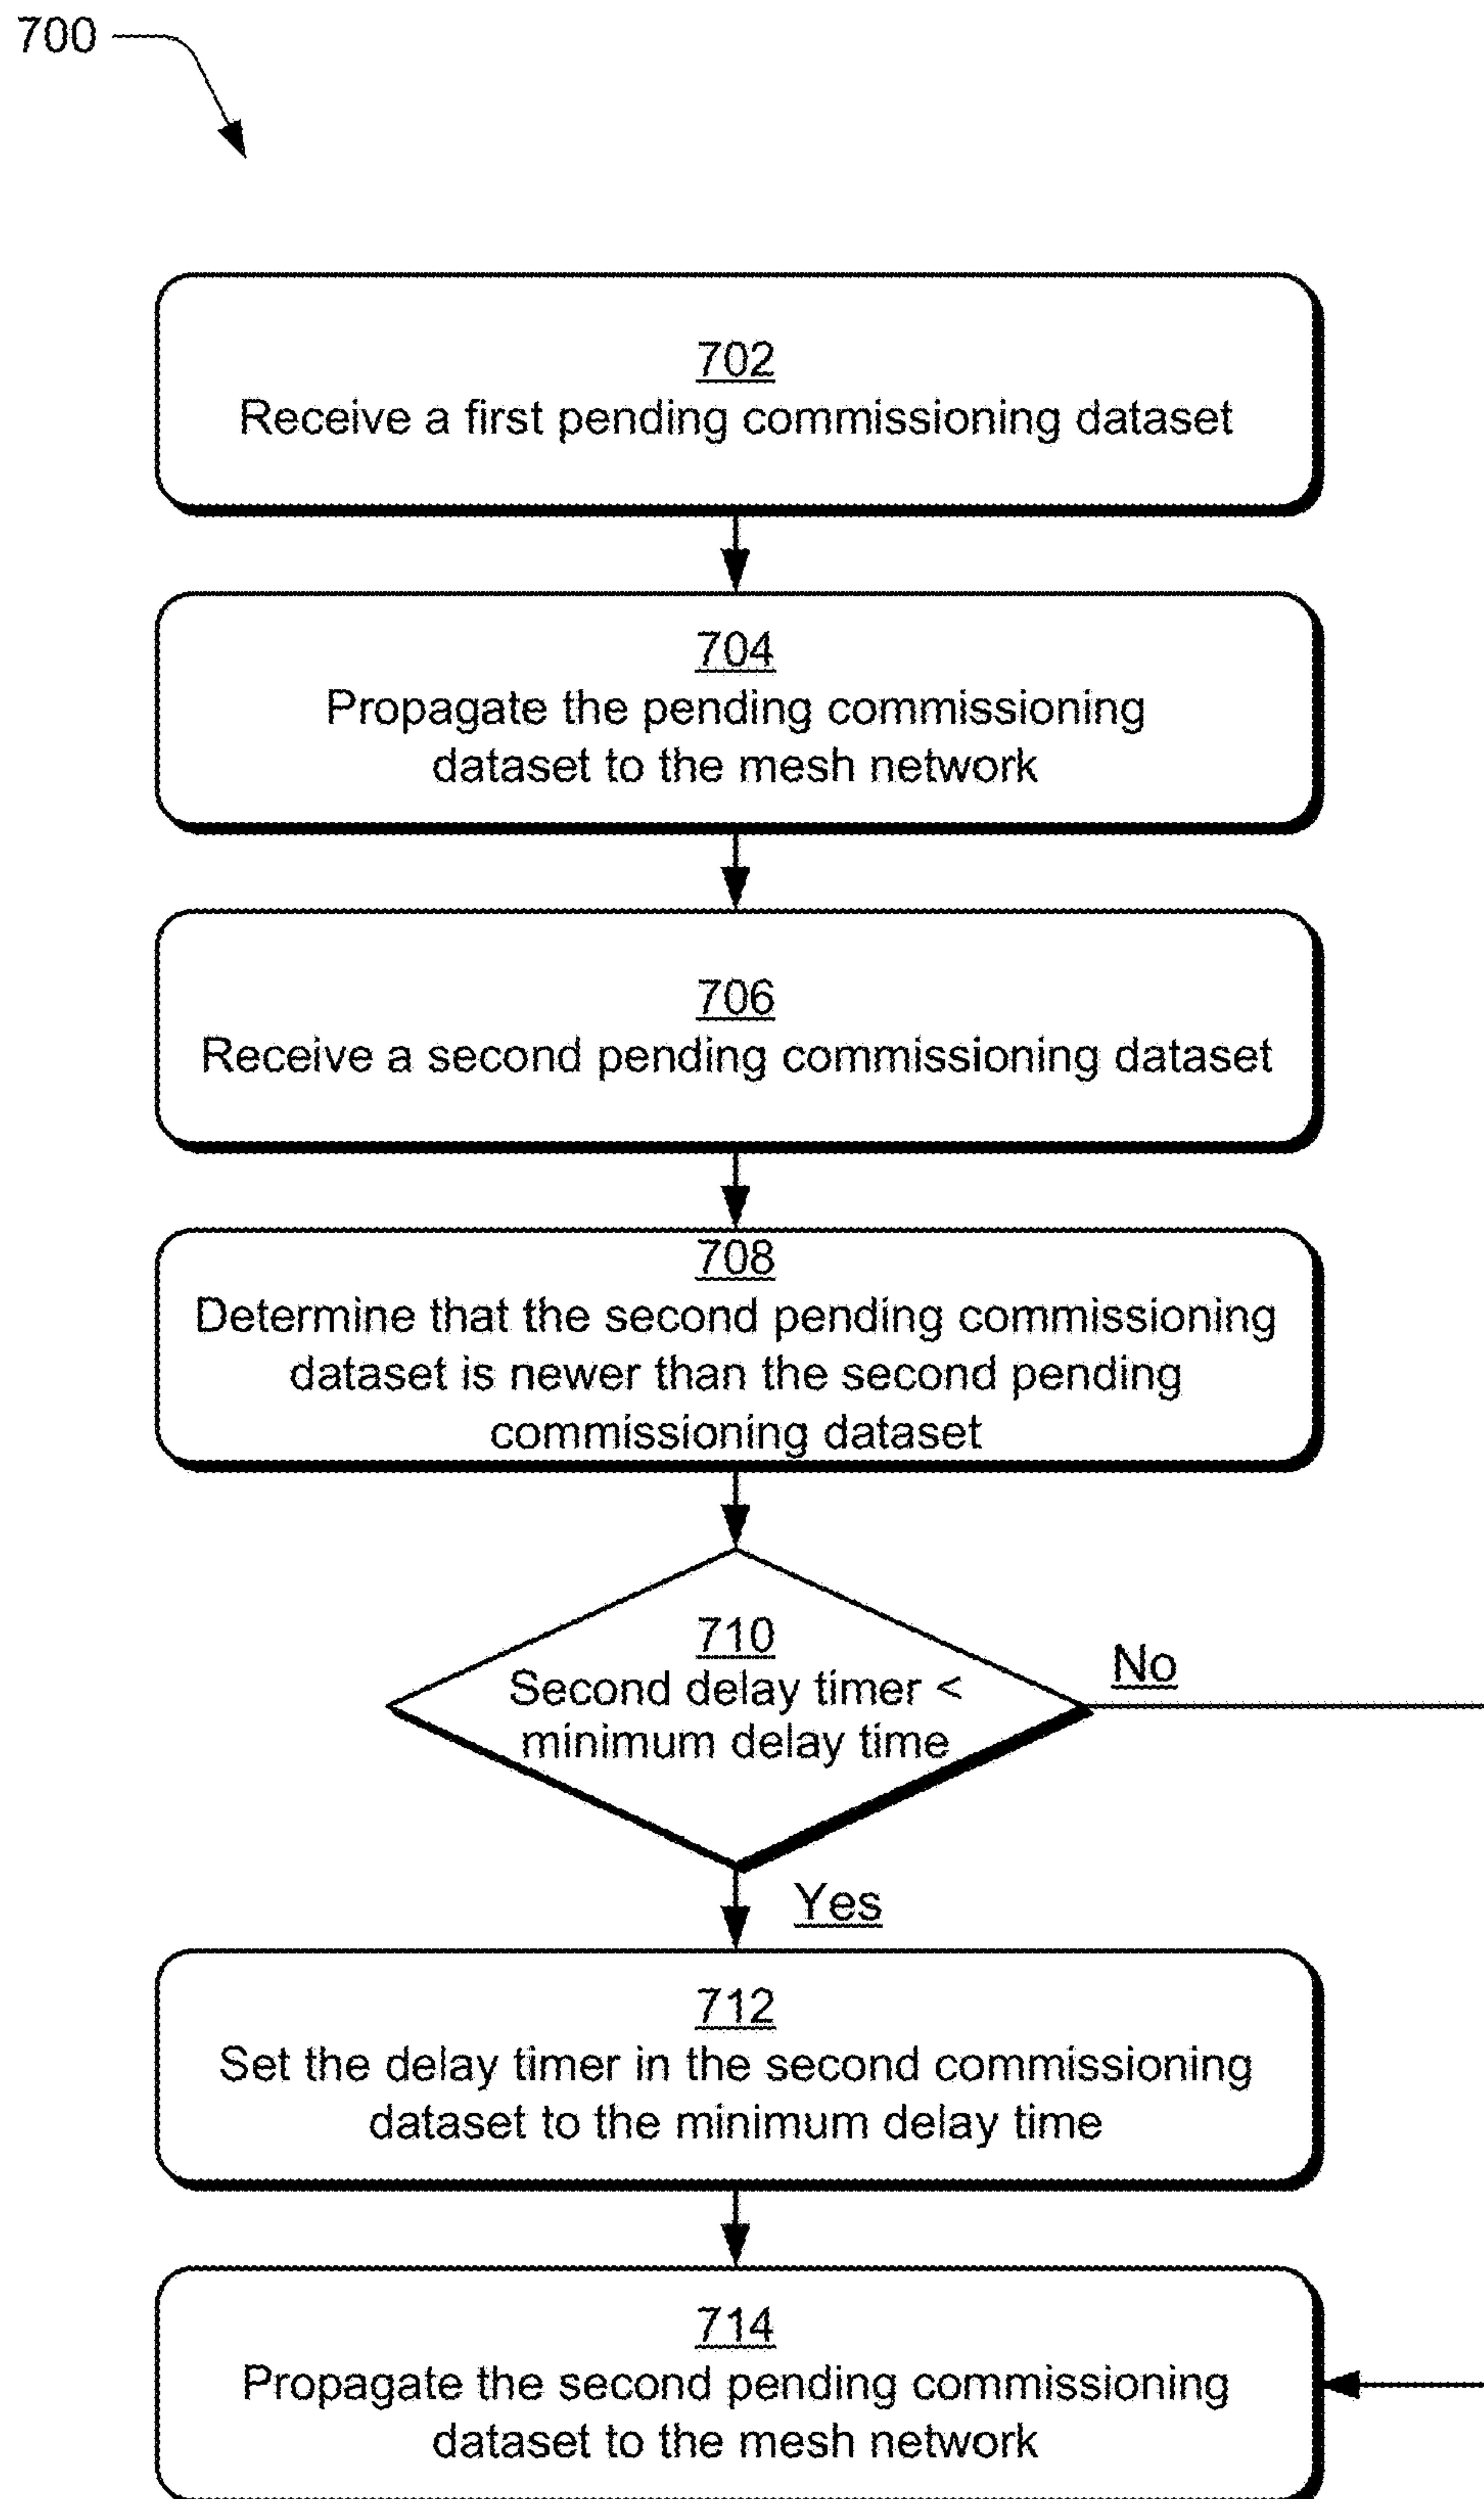 700
702
Receive a first pending commissioning dataset
704
Propagate the pending commissioning
dataset to the mesh network
706
Receive a second pending commissioning dataset
708
Determine that the second pending commissioning
dataset is newer than the second pending
commissioning dataset
710
Second delay timer <
minimum delay time
No
Yes
712
Set the delay timer in the second commissioning
dataset to the minimum delay time
714
Propagate the second pending commissioning
dataset to the mesh network